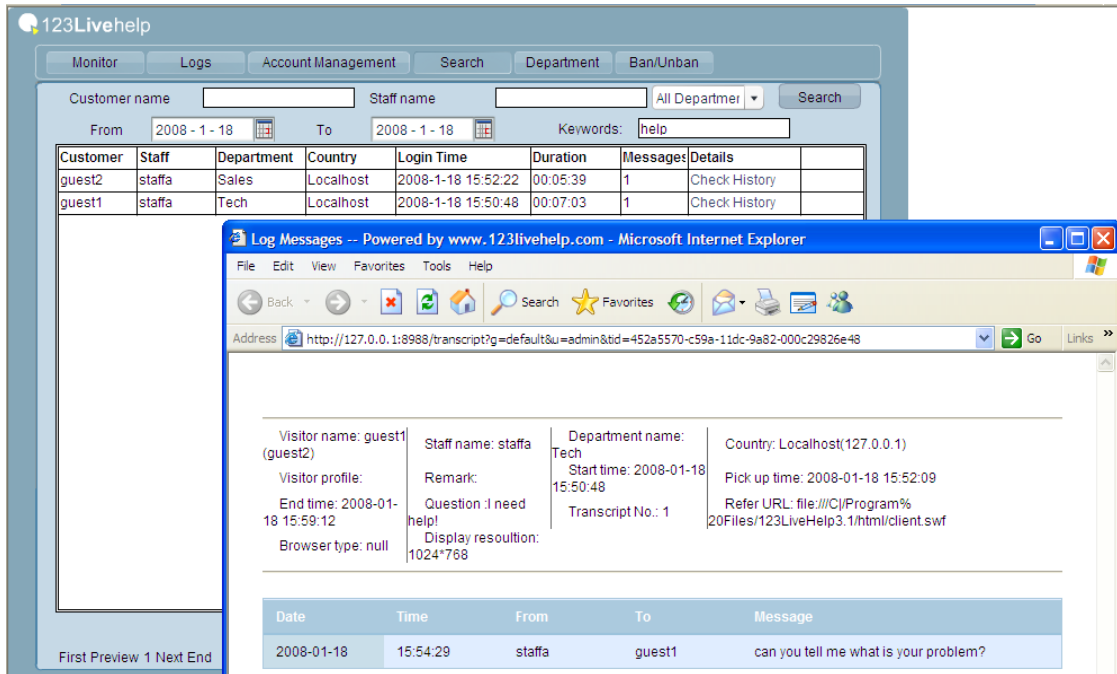 123Livehelp
Monitor Logs Account Management Search Department Ban/Unban
Customer name Staff name All Departmer Search
From 2008 - 1 - 18 To 2008 - 1 - 18 Keywords: help
Customer Staff Department Country Login Time Duration Messages Details
guest2 staffa Sales Localhost 2008-1-18 15:52:22 00:05:39 1 Check History
guest1 staffa Tech Localhost 2008-1-18 15:50:48 00:07:03 1 Check History
Log Messages -- Powered by www.123livehelp.com - Microsoft Internet Explorer
File Edit View Favorites Tools Help
Back Search Favorites
Address http://127.0.0.1:8988/transcript?g=default&u=admin&tid=452a5570-c59a-11dc-9a82-000c29826e48 Go Links »
Visitor name: guest1
(guest2)
Staff name: staffa
Department name:
Tech
Country: Localhost(127.0.0.1)
Visitor profile:
Remark:
Start time: 2008-01-18
15:50:48
Pick up time: 2008-01-18 15:52:09
End time: 2008-01-
18 15:59:12
Question :I need
help!
Transcript No.: 1
Refer URL: file:///C|/Program%
20Files/123LiveHelp3.1/html/client.swf
Browser type: null
Display resoultion:
1024*768
Date Time From To Message
2008-01-18 15:54:29 staffa guest1 can you tell me what is your problem?
First Preview 1 Next End